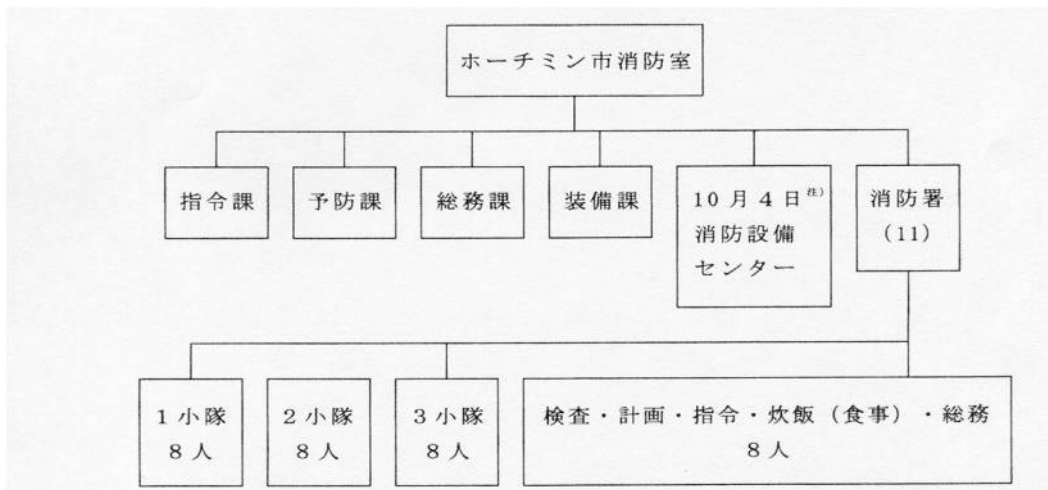 ホーチミン市消防室
指令課
予防課
総務課
装備課
10月4日注)
消防設備
センター
消防署
(11)
1小隊
8人
2小隊
8人
3小隊
8人
検査・計画・指令・炊飯(食事)・総務
8人